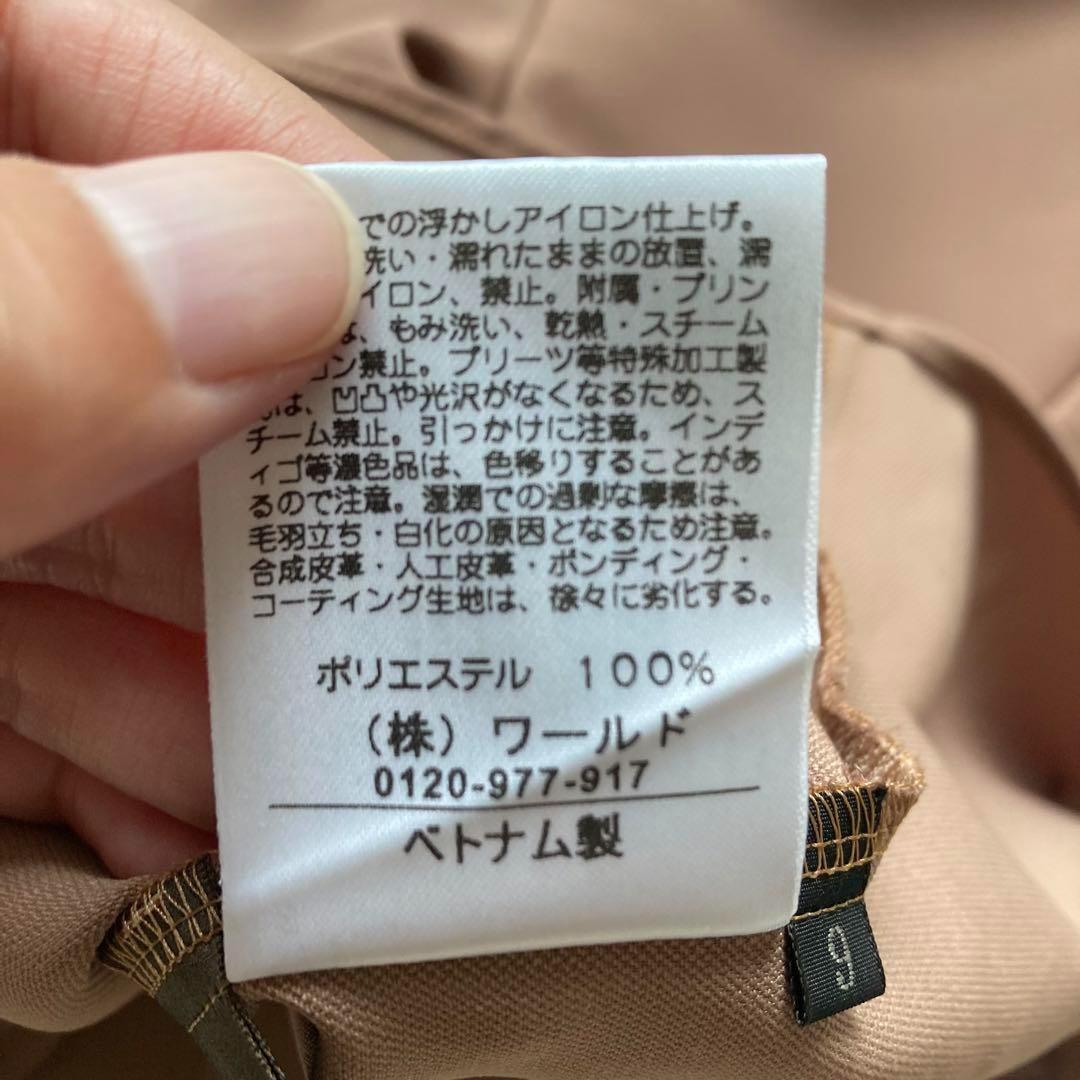 での浮かしアイロン仕上げ。
洗い・濡れたままの放置、濡
イロン、禁止。附属・プリン
は、もみ洗い、乾熱・スチーム
ン禁止。プリーツ等特殊加工製
は、凹凸や光沢がなくなるため、ス
チーム禁止。引っかけに注意。インデ
ィゴ等濃色品は、色移りすることがあ
るので注意。湿潤での過剰な摩擦は、
毛羽立ち・白化の原因となるため注意。
合成皮革・人工皮革・ボンディング・
コーティング生地は、徐々に劣化する。
ポリエステル 100%
(株) ワールド
0120-977-917
ベトナム製
9